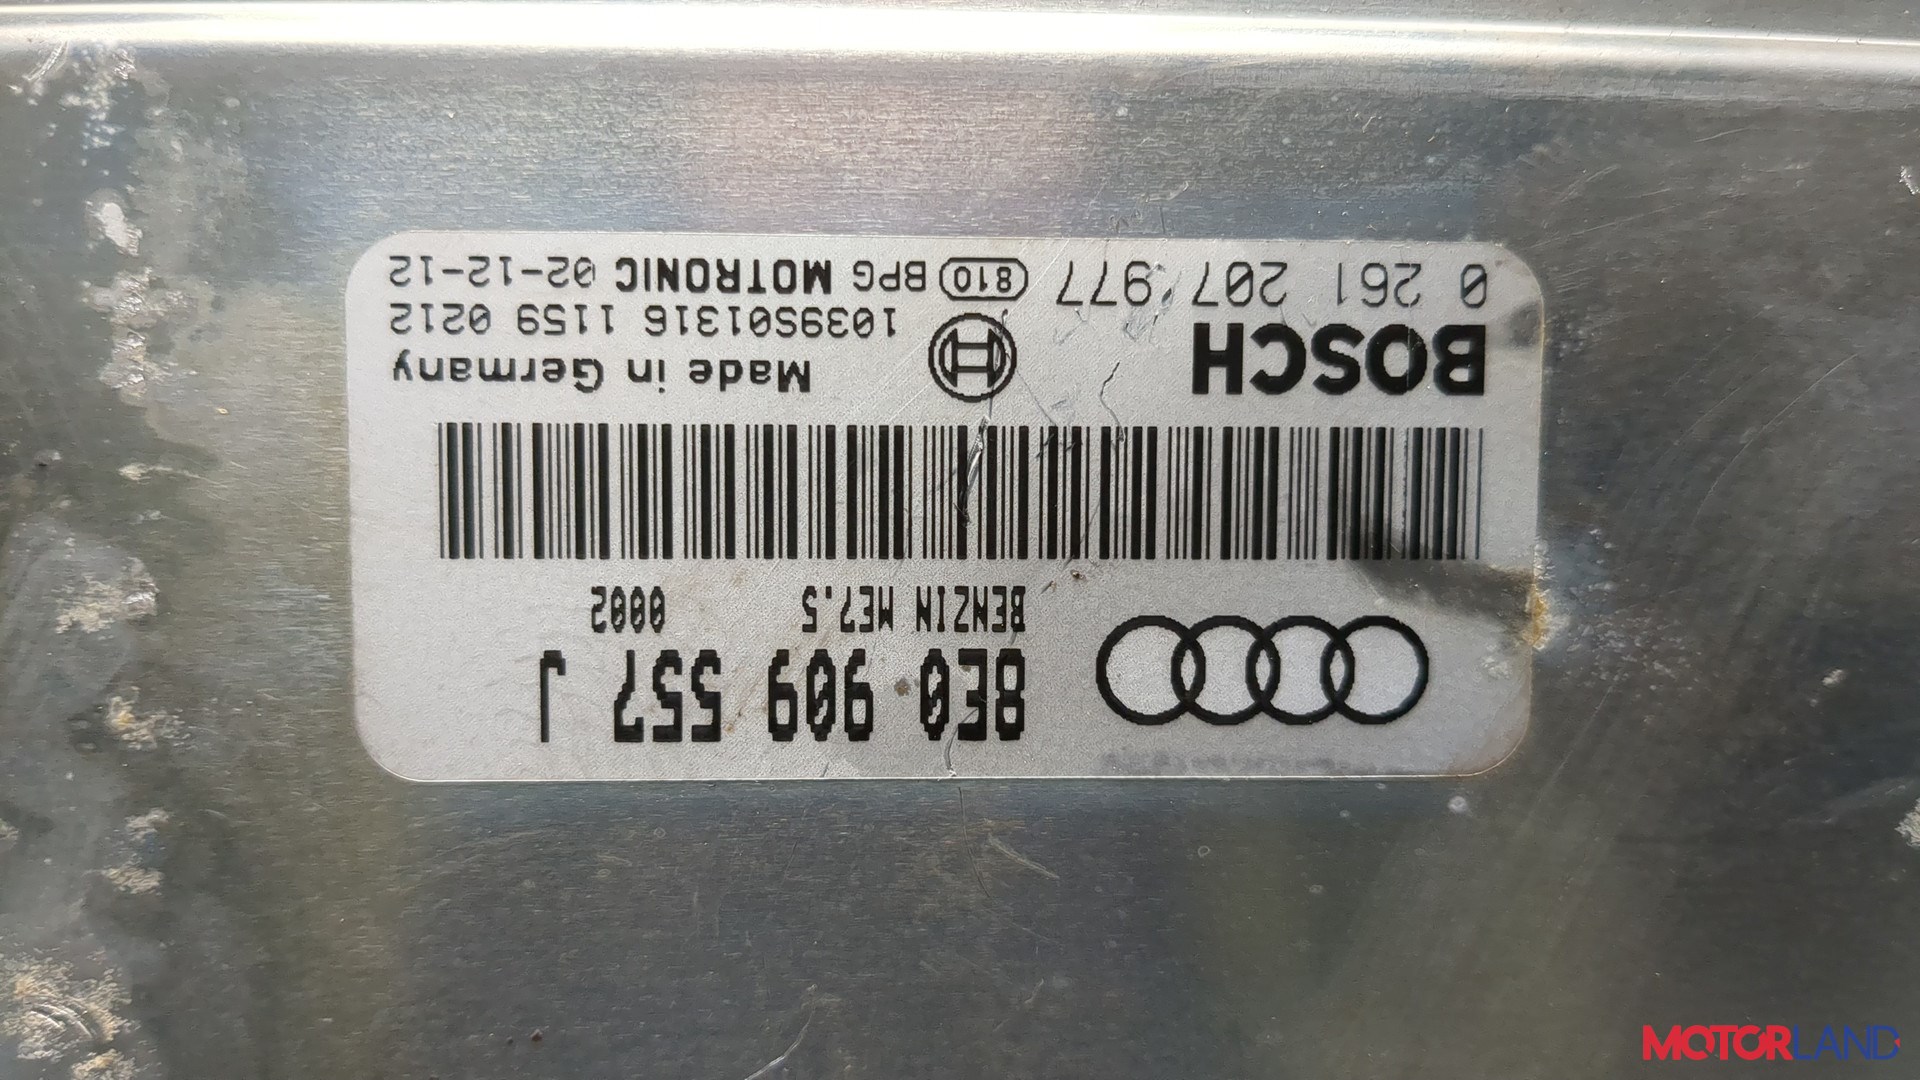 8E0 909 557 J
BENZIN ME7.5 0002
BOSCH
Made in Germany
1039S01316 1159 0212
0 261 207 977 810 BPG MOTRONIC 02-12-12
MOTORLAND